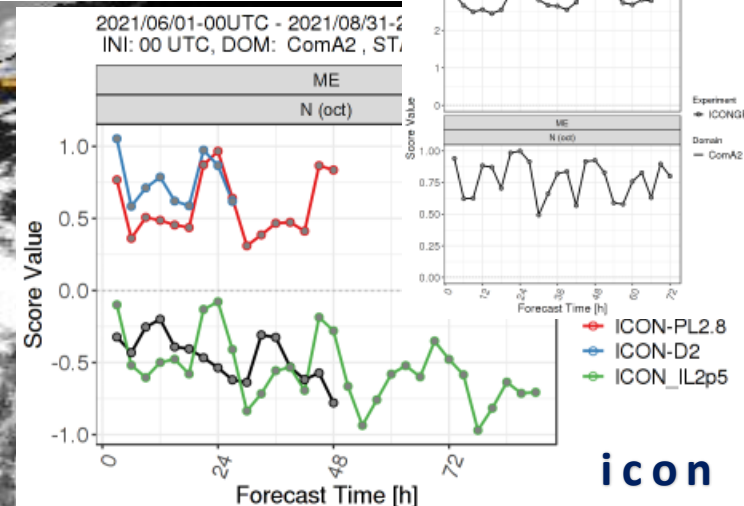 2021/06/01-00UTC - 2021/08/31-2
INI: 00 UTC, DOM: ComA2 , STA
ME
N (oct)
1.0
0.5
0.0
-0.5
-1.0
Score Value
0
24
48
72
Forecast Time [h]
2
1
0
ME
N (oct)
1.00
0.75
0.50
0.25
0.00
Score Value
0
12
24
36
48
60
72
Forecast Time [h]
Experiment
ICONG
Domain
ComA2
ICON-PL2.8
ICON-D2
ICON_IL2p5
icon